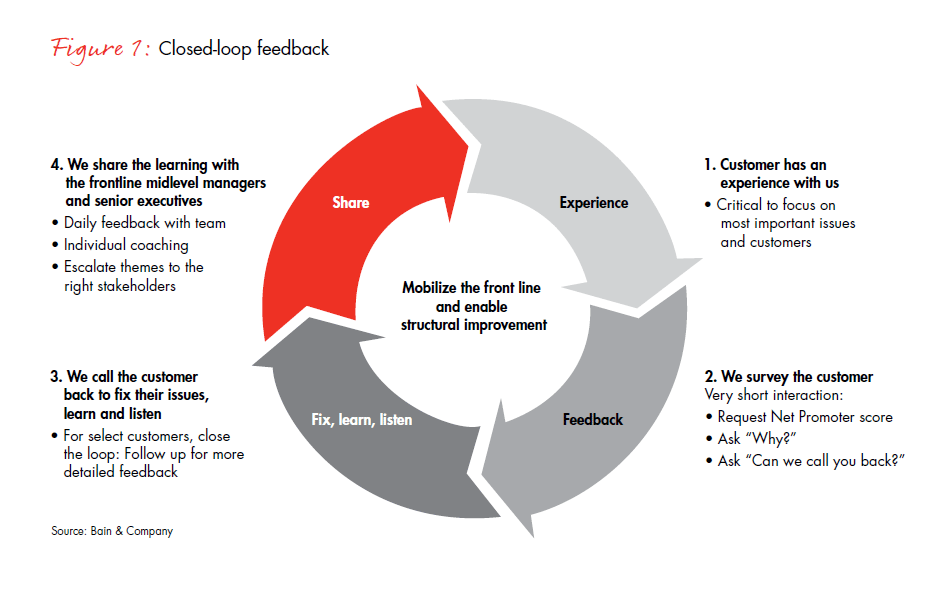 Figure 1: Closed-loop feedback
4. We share the learning with
the frontline midlevel managers
and senior executives
• Daily feedback with team
• Individual coaching
• Escalate themes to the
right stakeholders
Share
Experience
1. Customer has an
experience with us
• Critical to focus on
most important issues
and customers
Mobilize the front line
and enable
structural improvement
3. We call the customer
back to fix their issues,
learn and listen
• For select customers, close
the loop: Follow up for more
detailed feedback
Fix, learn, listen
Feedback
2. We survey the customer
Very short interaction:
• Request Net Promoter score
• Ask “Why?”
• Ask “Can we call you back?”
Source: Bain & Company